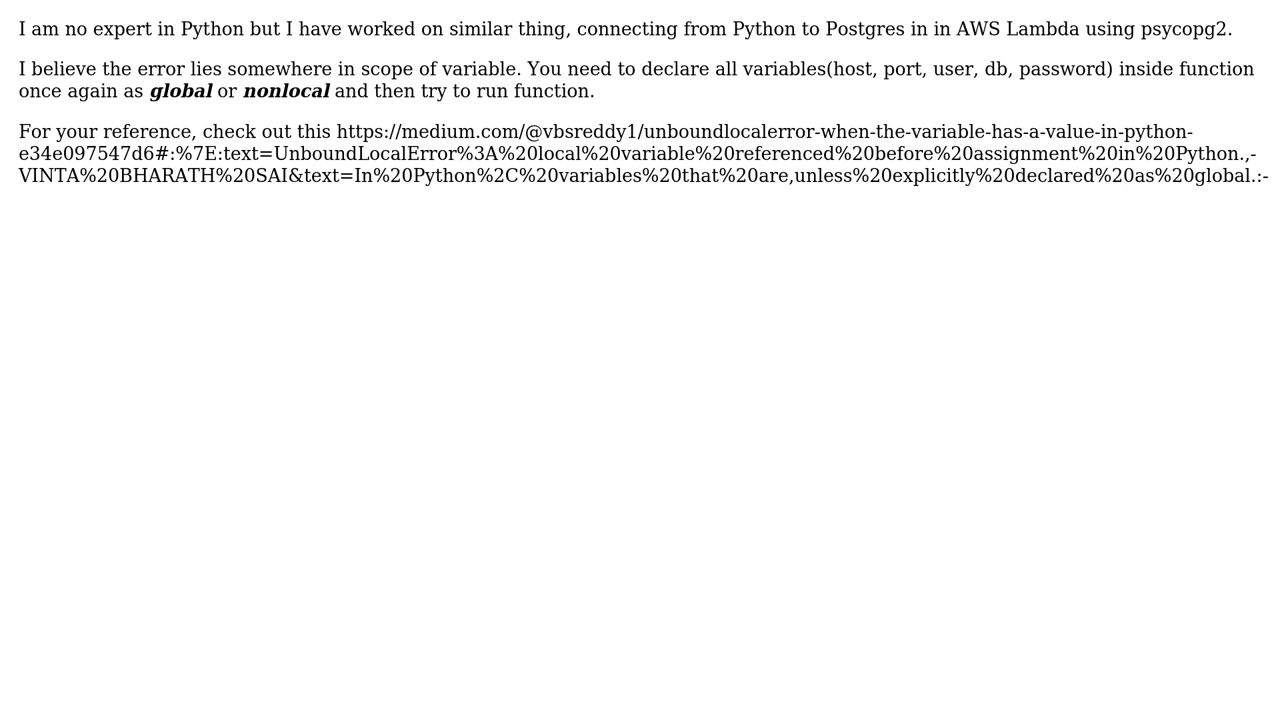 I am no expert in Python but I have worked on similar thing, connecting from Python to Postgres in in AWS Lambda using psycopg2.
I believe the error lies somewhere in scope of variable. You need to declare all variables(host, port, user, db, password) inside function
once again as global or nonlocal and then try to run function.
For your reference, check out this https://medium.com/@vbsreddy1/unboundlocalerror-when-the-variable-has-a-value-in-python-
e34e097547d6#:%7E:text=UnboundLocalError%3A%20local%20variable%20referenced%20before%20assignment%20in%20Python.,-
VINTA%20BHARATH%20SAI&text=In%20Python%2C%20variables%20that%20are,unless%20explicitly%20declared%20as%20global.:-